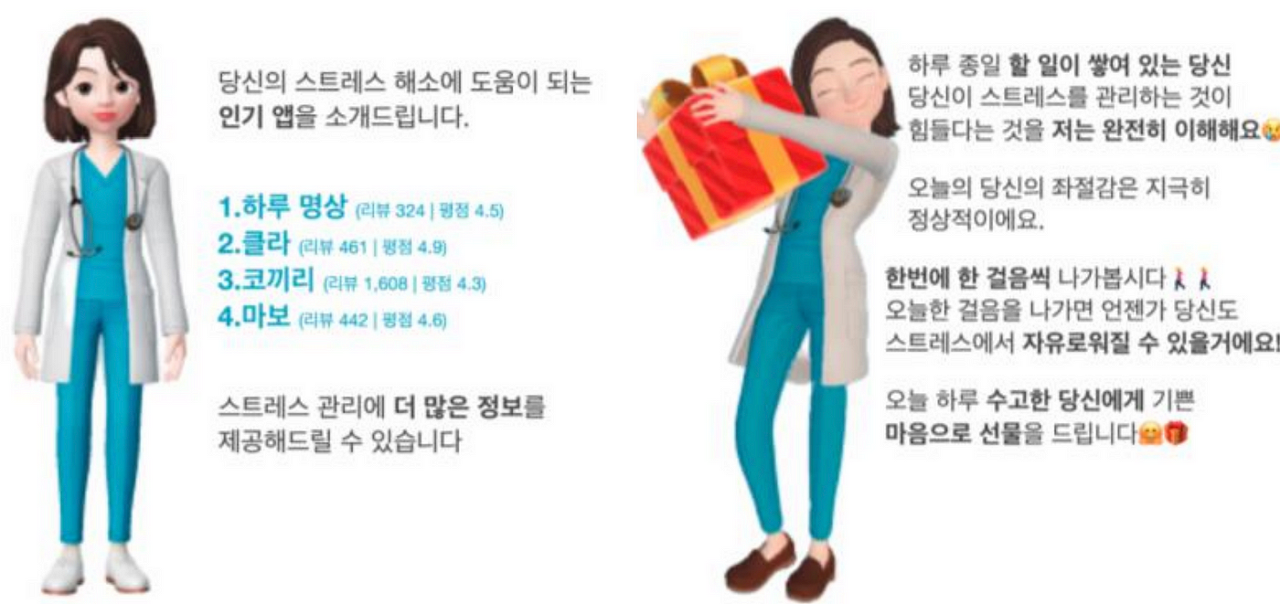 당신의 스트레스 해소에 도움이 되는
인기 앱을 소개드립니다.
1.하루 명상 (리뷰 324 | 평점 4.5)
2.클라 (리뷰 461 | 평점 4.9)
3.코끼리 (리뷰 1,608 | 평점 4.3)
4.마보 (리뷰 442 | 평점 4.6)
스트레스 관리에 더 많은 정보를
제공해드릴 수 있습니다
하루 종일 할 일이 쌓여 있는 당신
당신이 스트레스를 관리하는 것이
힘들다는 것을 저는 완전히 이해해요😢
오늘의 당신의 좌절감은 지극히
정상적이에요.
한번에 한 걸음씩 나가봅시다🚶‍♀️🚶‍♀️
오늘한 걸음을 나가면 언젠가 당신도
스트레스에서 자유로워질 수 있을거에요!
오늘 하루 수고한 당신에게 기쁜
마음으로 선물을 드립니다🤗🎁